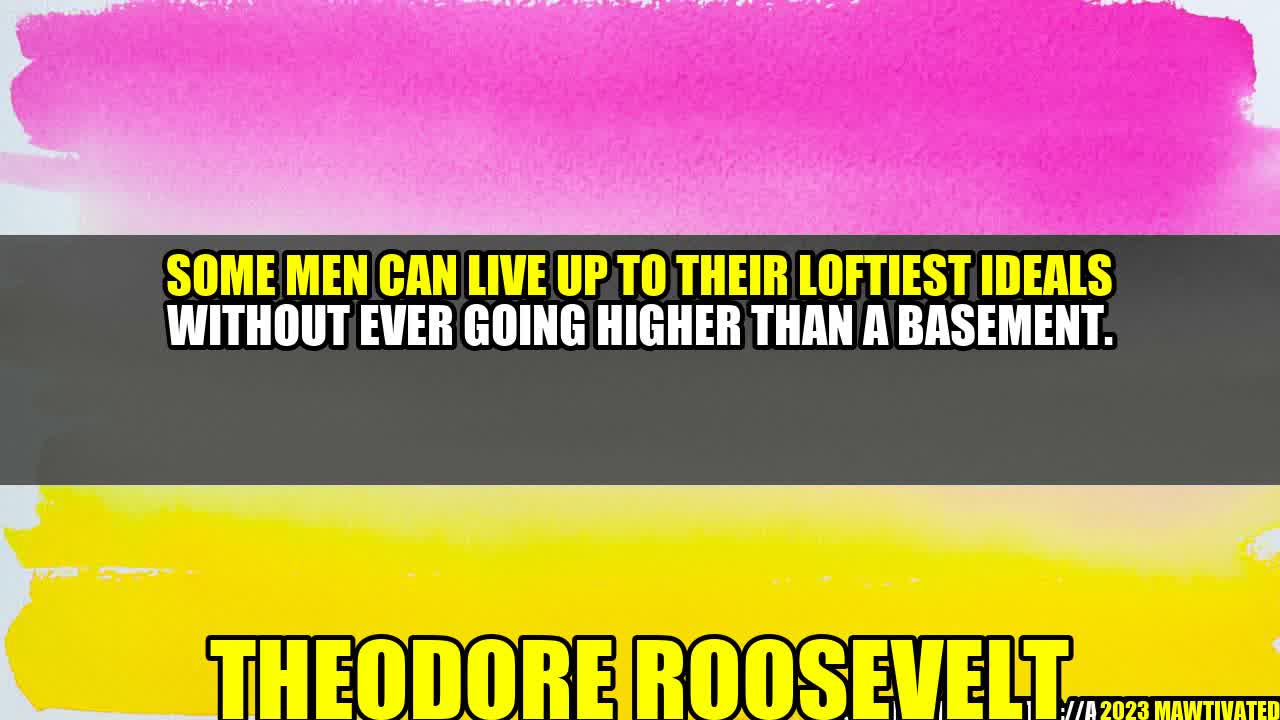 SOME MEN CAN LIVE UP TO THEIR LOFTIEST IDEALS
WITHOUT EVER GOING HIGHER THAN A BASEMENT.
THEODORE ROOSEVELT
://A 2023 MAWTIVATED